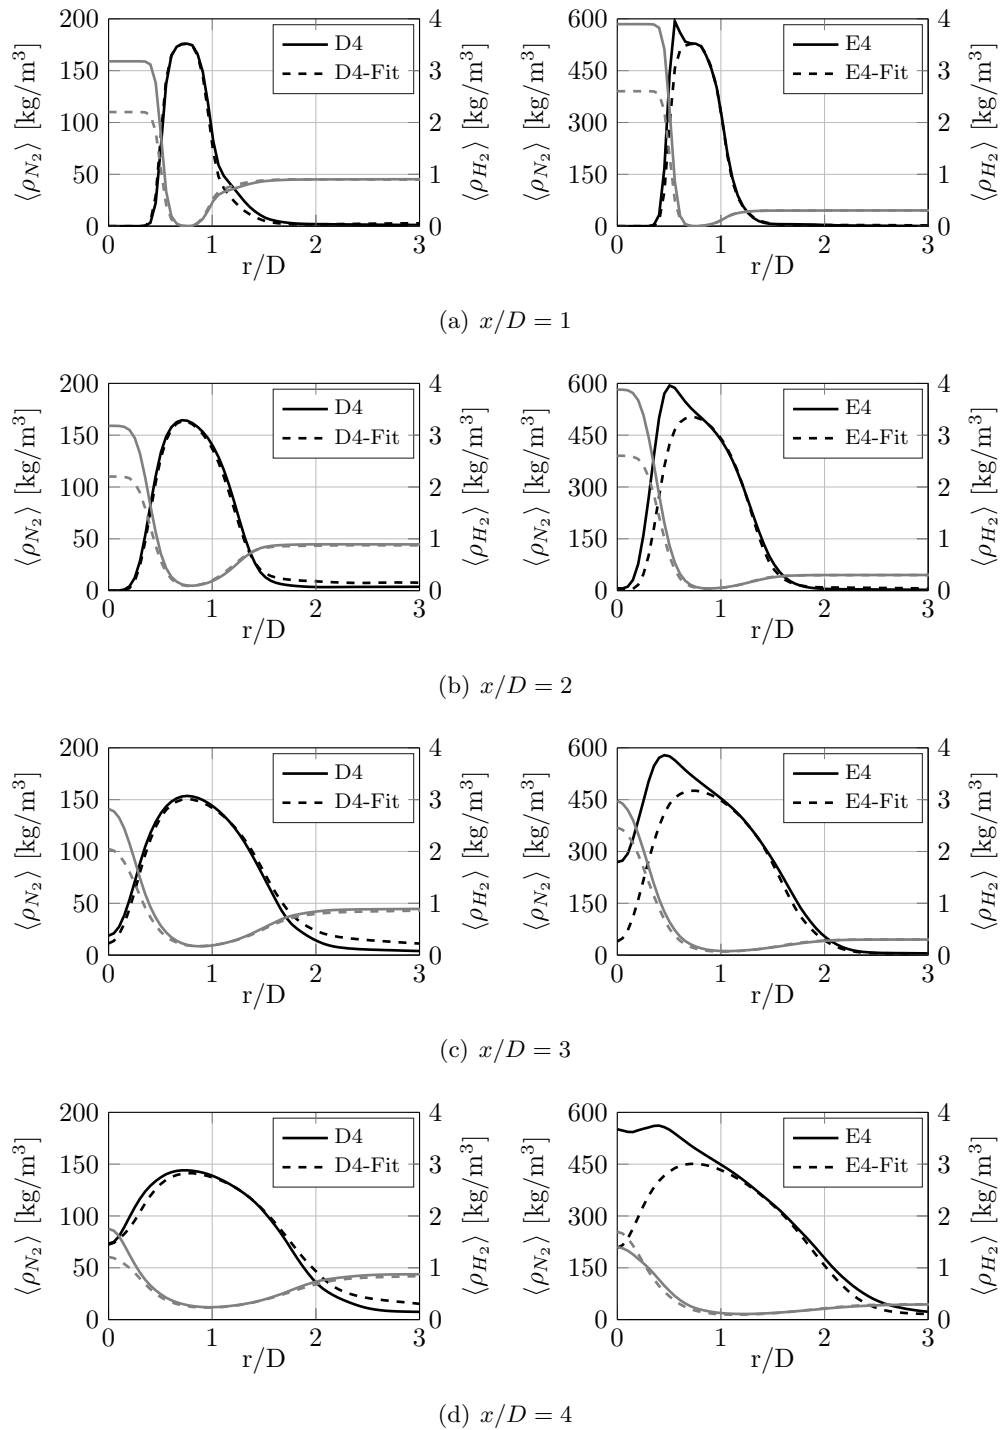 200
150
100
50
0
⟨ρN₂⟩ [kg/m³]
4
3
2
1
0
⟨ρH₂⟩ [kg/m³]
D4
D4-Fit
0 1 2 3
r/D
600
450
300
150
0
⟨ρN₂⟩ [kg/m³]
4
3
2
1
0
⟨ρH₂⟩ [kg/m³]
E4
E4-Fit
0 1 2 3
r/D
(a) x/D = 1
200
150
100
50
0
⟨ρN₂⟩ [kg/m³]
4
3
2
1
0
⟨ρH₂⟩ [kg/m³]
D4
D4-Fit
0 1 2 3
r/D
600
450
300
150
0
⟨ρN₂⟩ [kg/m³]
4
3
2
1
0
⟨ρH₂⟩ [kg/m³]
E4
E4-Fit
0 1 2 3
r/D
(b) x/D = 2
200
150
100
50
0
⟨ρN₂⟩ [kg/m³]
4
3
2
1
0
⟨ρH₂⟩ [kg/m³]
D4
D4-Fit
0 1 2 3
r/D
600
450
300
150
0
⟨ρN₂⟩ [kg/m³]
4
3
2
1
0
⟨ρH₂⟩ [kg/m³]
E4
E4-Fit
0 1 2 3
r/D
(c) x/D = 3
200
150
100
50
0
⟨ρN₂⟩ [kg/m³]
4
3
2
1
0
⟨ρH₂⟩ [kg/m³]
D4
D4-Fit
0 1 2 3
r/D
600
450
300
150
0
⟨ρN₂⟩ [kg/m³]
4
3
2
1
0
⟨ρH₂⟩ [kg/m³]
E4
E4-Fit
0 1 2 3
r/D
(d) x/D = 4